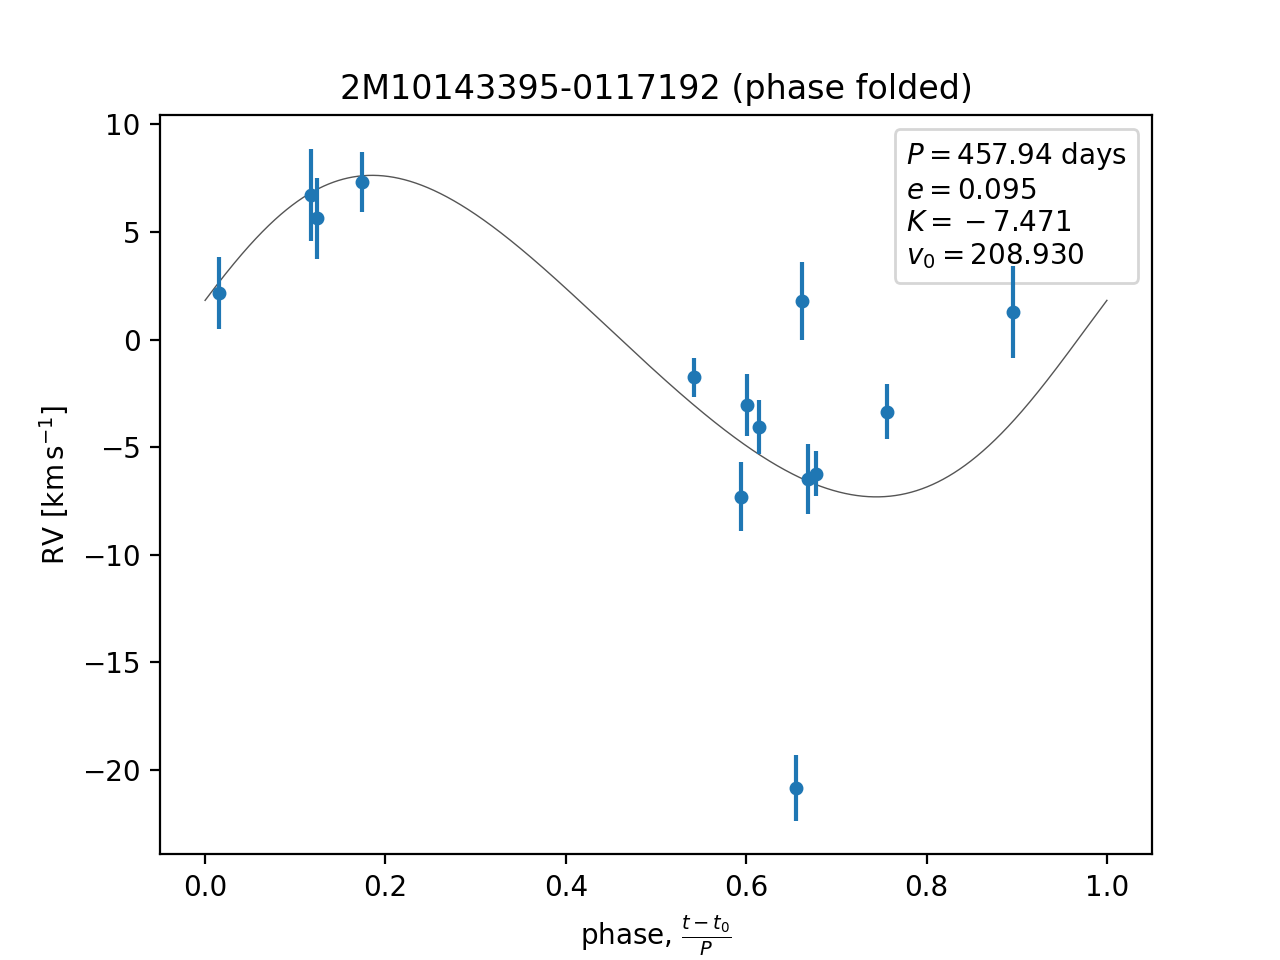 2M10143395-0117192 (phase folded)
P = 457.94 days
e = 0.095
K = −7.471
v₀ = 208.930
10
5
0
−5
−10
−15
−20
RV [km s⁻¹]
0.0 0.2 0.4 0.6 0.8 1.0
phase, (t − t₀)/P